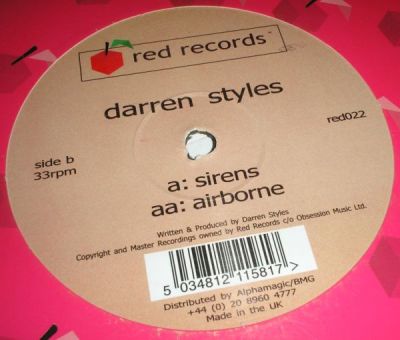 red records
darren styles
side b
33rpm
red022
a: sirens
aa: airborne
Written & Produced by Darren Styles
Copyright and Master Recordings owned by Red Records c/o Obsession Music Ltd.
5 034812 115817 >
Distributed by Alphamagic/BMG
+44 (0) 20 8960 4777
Made in the UK